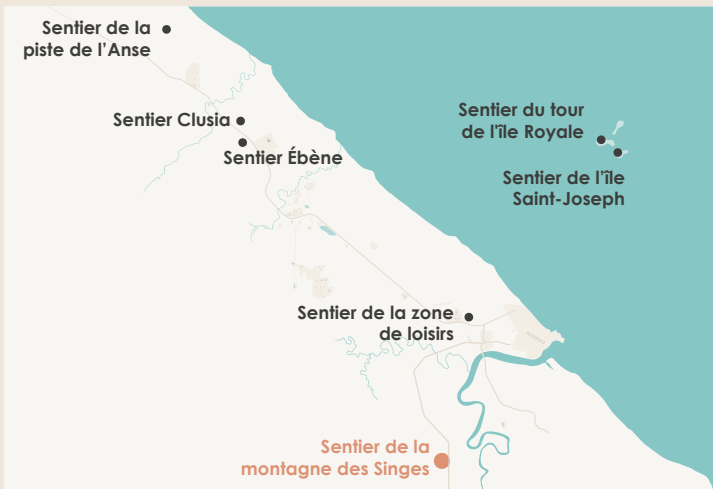 Sentier de la
piste de l'Anse
Sentier Clusia
Sentier Ébène
Sentier du tour
de l'île Royale
Sentier de l'île
Saint-Joseph
Sentier de la zone
de loisirs
Sentier de la
montagne des Singes